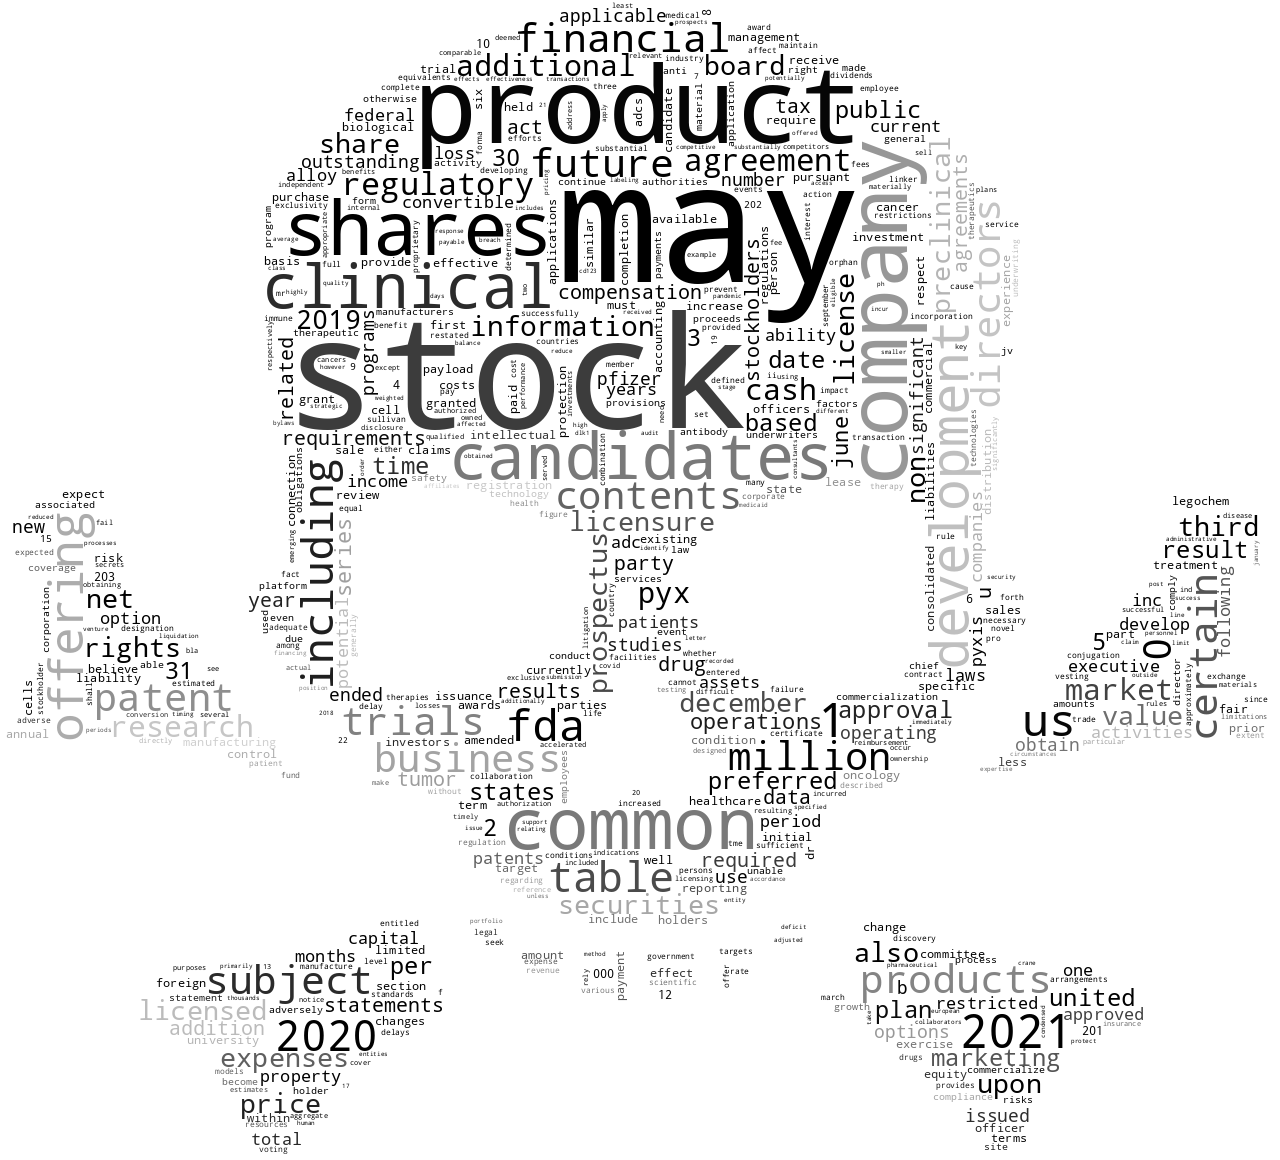 least
applicable medical 8
prospects award
financial
10 deemed management
comparable relevant industry affect maintain
trial additional anti board receive made
equivalents effects effectiveness transactions 7 potentially right dividends
complete product three employee
otherwise six held 21 adcs material tax public
federal address apply candidate application require
biological act efforts offered current
share forma substantial competitive substantially competitors general
outstanding loss 30 future agreement fees sell
activity developing
alloy benefits pricing continue labeling authorities number pursuant linker
independent regulatory events access materially plans
purchase form convertible may 202 action cancer therapeutics
exclusivity internal includes available restrictions service
program shares response similar interest company preclinical
average appropriate proprietary payable breach determined applications completion payments example investment agreements directors
basis provide effective cd123 person fee orphan respect
class full stockholders regulations underwriting
clinical quality days two compensation prevent ph cause experience
mr highly must pandemic september eligible incur
immune manufacturers successfully received increase incorporation
2019 benefit first information proceeds ability
therapeutic restated accounting 3 provided 19
respectively programs balance countries smaller key
related cancers except reduce member date license commercial jv
however 9 stock
4 payload paid cost pfizer defined ii using
grant weighted costs performance years stage cash impact
strategic pay protection investments provisions factors
cell granted officers different
bylaws sullivan authorized owned need set based significant technologies
disclosure affected high audit
requirements qualified intellectual dlk1 antibody underwriters june transaction
sale either claims candidates non
order time obtained served combination consultants development distribution significantly
income safety registration many lease therapy
connection review affiliates technology contents state liabilities
expect emerging obligations including equal health corporate legochem
associated figure medicaid
new reduced fail licensure third disease
15 processes adc existing rule administrative
expected identify law result january
coverage offering risk fact series prospectus party treatment
secrets platform services consolidated companies security
203 year potential country pyx 6 u forth post ind
obtaining inc success comply
net used even patients sales successful
corporation option adequate event letter necessary develop line personnel certain following
venture designation liquidation generally litigation studies pyxis novel 5 part claim 0 limit
rights bla due conduct facilities whether pro conjugation
believe able see among financing currently covid drug recorded chief executive outside
liability 31 estimated actual exclusive submission cannot entered laws vesting exchange
cells stockholder shall patent position ended therapies issuance results testing difficult assets failure contract specific market director approximately materials
adverse conversion timing several 2018 delay losses awards additionally parties december commercialization amounts rules value fair since
periods research trials fda life operations 1 approval immediately us trade limitations
annual directly manufacturing 22 investors amended accelerated condition certificate operating reimbursement activities prior
control business designed occur obtain particular extent
patient million ownership circumstances
fund make tumor collaboration employees preferred oncology less
without states described expertise
20 healthcare data incurred
term authorization increased resulting specified
timely common period
issue 2 support initial
regulation relating sufficient dr
patents conditions indications tme required
target included well unable
regarding table persons use accordance
reference licensing reporting
unless securities entity
portfolio include holders deficit
entitled legal change
capital seek adjusted discovery
months limited amount method government targets also committee
purposes primarily 13 manufacture level per expense process crane
foreign subject section revenue rely 000 payment effect offer rate pharmaceutical products one
statement thousands notice standards f scientific b arrangements
licensed adversely statements various 12 march restricted united
addition changes growth take plan european approved
university 2020 delays collaborators 2021 condensed 201 insurance
options exercise protect
expenses entities cover drugs marketing
models equity commercialize
become property provides upon
estimates holder 17 compliance risks
price
within aggregate issued
resources human officer
total terms
voting site